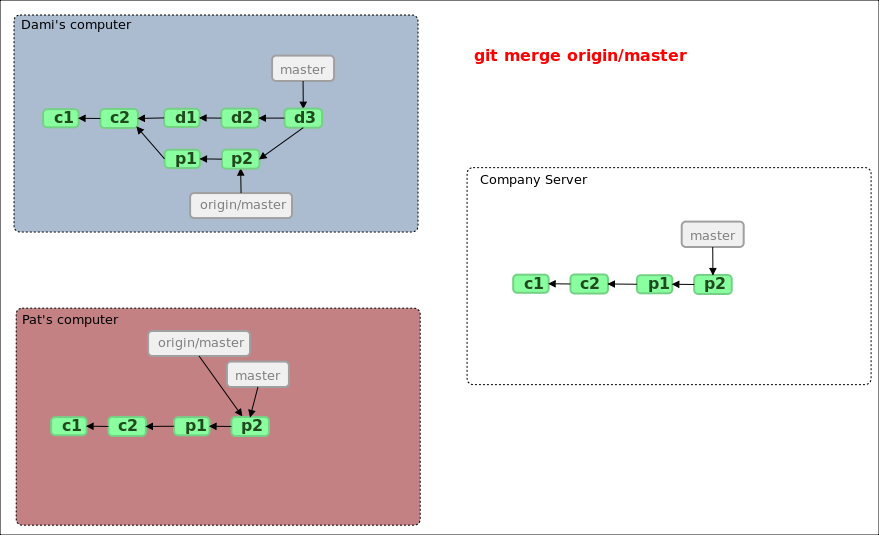 Dami's computer
master
c1 c2 d1 d2 d3
p1 p2
origin/master
git merge origin/master
Company Server
master
c1 c2 p1 p2
Pat's computer
origin/master
master
c1 c2 p1 p2